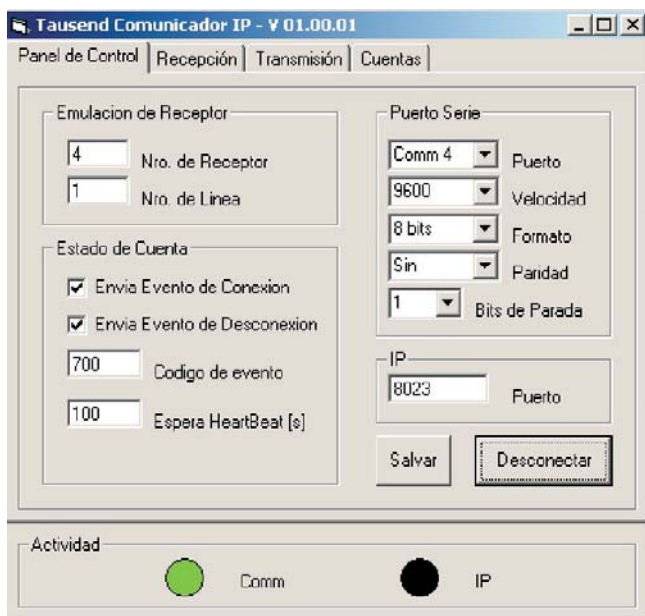 Tausend Comunicador IP - V 01.00.01
Panel de Control
Recepción
Transmisión
Cuentas
Emulacion de Receptor
4 Nro. de Receptor
1 Nro. de Linea
Estado de Cuenta
Envia Evento de Conexion
Envia Evento de Desconexion
700 Codigo de evento
100 Espera HeartBeat [s]
Puerto Serie
Comm 4 Puerto
9600 Velocidad
8 bits Formato
Sin Paridad
1 Bits de Parada
IP
8023 Puerto
Salvar
Desconectar
Actividad
Comm
IP